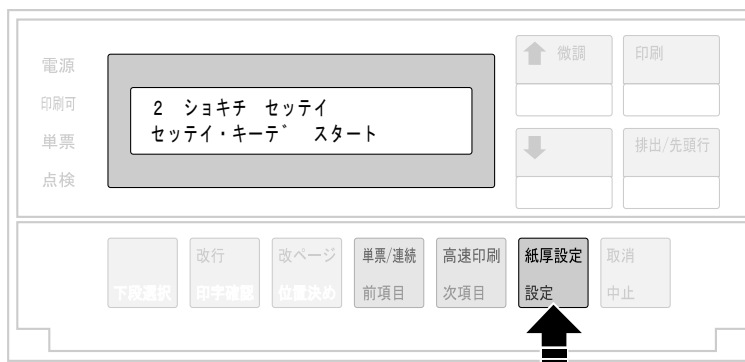 電源
印刷可
単票
点検
2 ショキチ セッテイ
セッテイ・キーデ スタート
微調
印刷
排出/先頭行
下段選択
改行
印字確認
改ページ
位置決め
単票/連続
前項目
高速印刷
次項目
紙厚設定
設定
取消
中止